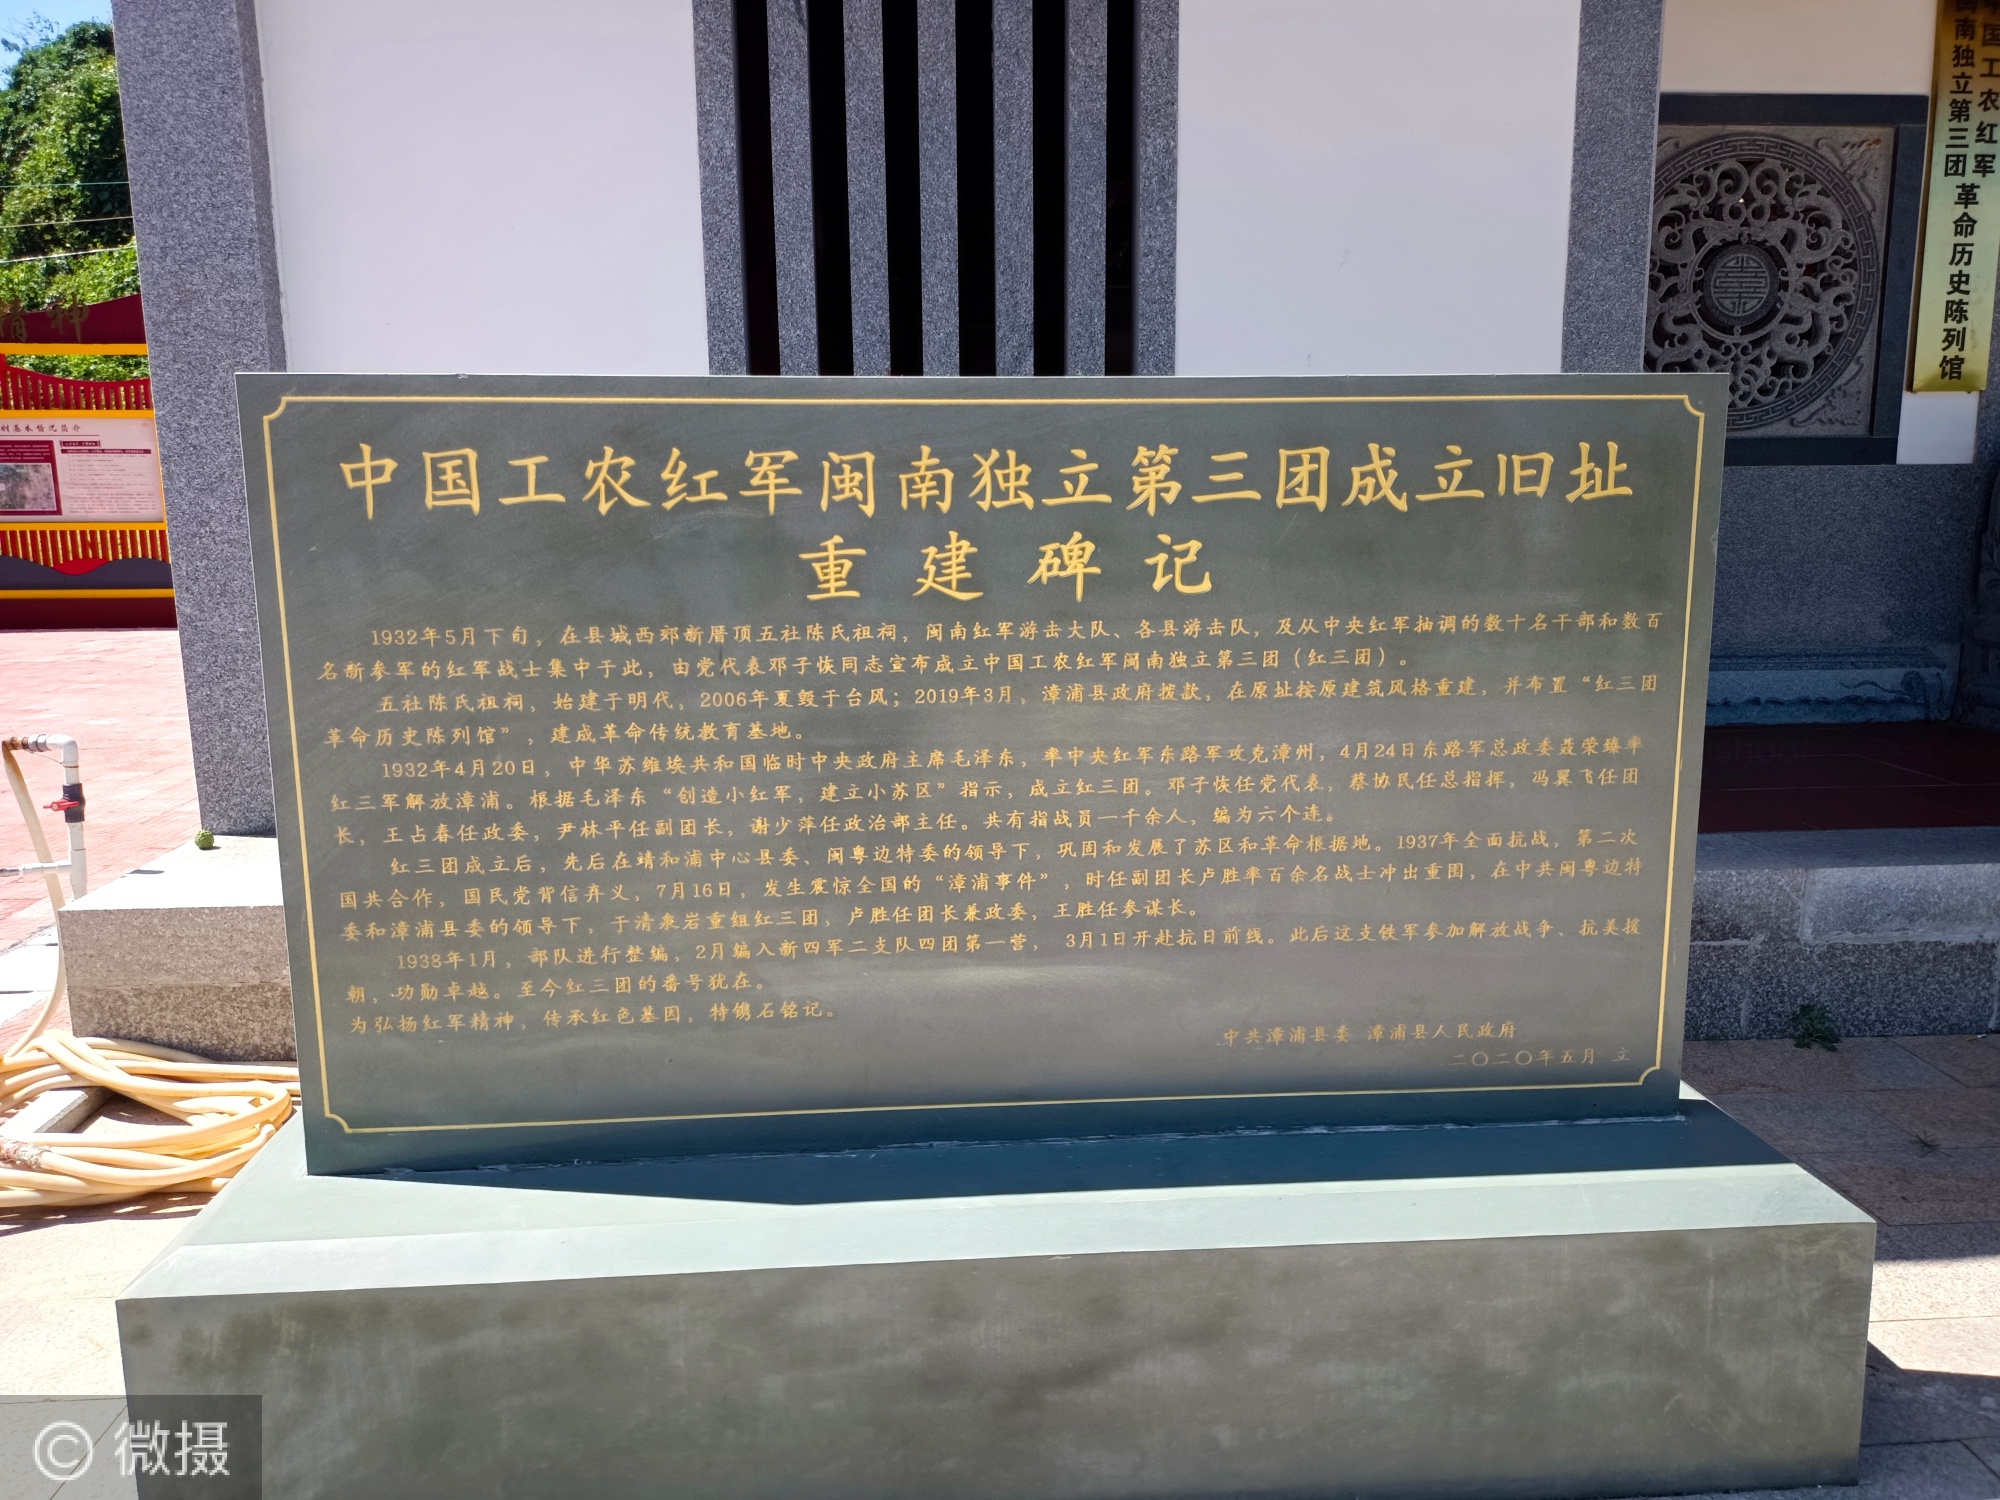 中国工农红军闽南独立第三团成立旧址
重建碑记
1932年5月下旬，在县城西郊新厝顶五社陈氏祖祠，闽南红军游击大队、各县游击队，及从中央红军抽调的数十名干部和数百
名新参军的红军战士集中于此，由党代表邓子恢同志宣布成立中国工农红军闽南独立第三团（红三团）。
五社陈氏祖祠，始建于明代，2006年夏毁于台风；2019年3月，漳浦县政府拨款，在原址按原建筑风格重建，并布置“红三团
革命历史陈列馆”，建成革命传统教育基地。
1932年4月20日，中华苏维埃共和国临时中央政府主席毛泽东，率中央红军东路军攻克漳州，4月24日东路军总政委聂荣臻率
红三军解放漳浦。根据毛泽东“创造小红军，建立小苏区”指示，成立红三团。邓子恢任党代表，蔡协民任总指挥，冯翼飞任团
长，王占春任政委，尹林平任副团长，谢少萍任政治部主任。共有指战员一千余人，编为六个连。
红三团成立后，先后在靖和浦中心县委、闽粤边特委的领导下，巩固和发展了苏区和革命根据地。1937年全面抗战，第二次
国共合作，国民党背信弃义，7月16日，发生震惊全国的“漳浦事件”，时任副团长卢胜率百余名战士冲出重围，在中共闽粤边特
委和漳浦县委的领导下，于清泉岩重组红三团，卢胜任团长兼政委，王胜任参谋长。
1938年1月，部队进行整编，2月编入新四军二支队四团第一营，3月1日开赴抗日前线。此后这支铁军参加解放战争、抗美援
朝，功勋卓越。至今红三团的番号犹在。
为弘扬红军精神，传承红色基因，特镌石铭记。
中共漳浦县委 漳浦县人民政府
二〇二〇年五月 立
国工农红军
闽南独立第三团
革命历史陈列馆
精神
村基本情况简介
© 微摄